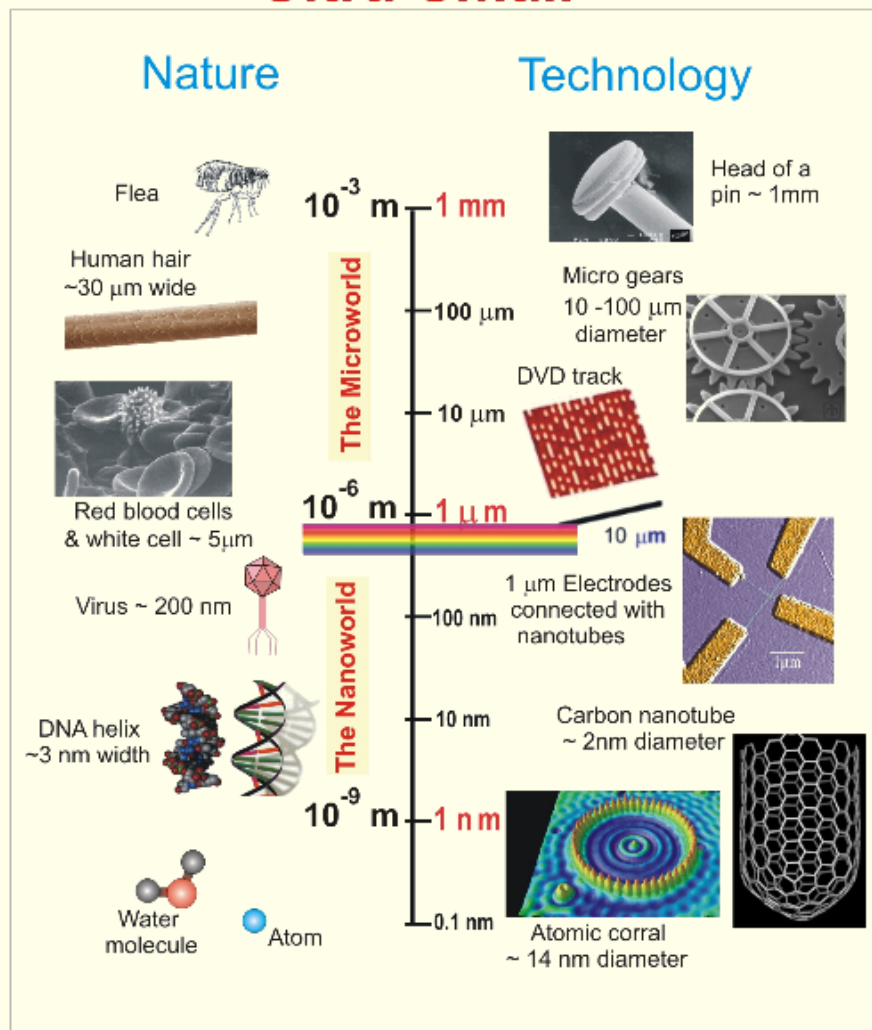 Nature
Technology
Flea
10⁻³ m
1 mm
Head of a
pin ~ 1mm
Human hair
~30 μm wide
The Microworld
100 μm
Micro gears
10 -100 μm
diameter
DVD track
10 μm
10⁻⁶ m
1 μm
Red blood cells
& white cell ~ 5μm
10 μm
Virus ~ 200 nm
The Nanoworld
100 nm
1 μm Electrodes
connected with
nanotubes
1μm
DNA helix
~3 nm width
10 nm
Carbon nanotube
~ 2nm diameter
10⁻⁹ m
1 nm
Water
molecule
Atom
0.1 nm
Atomic corral
~ 14 nm diameter